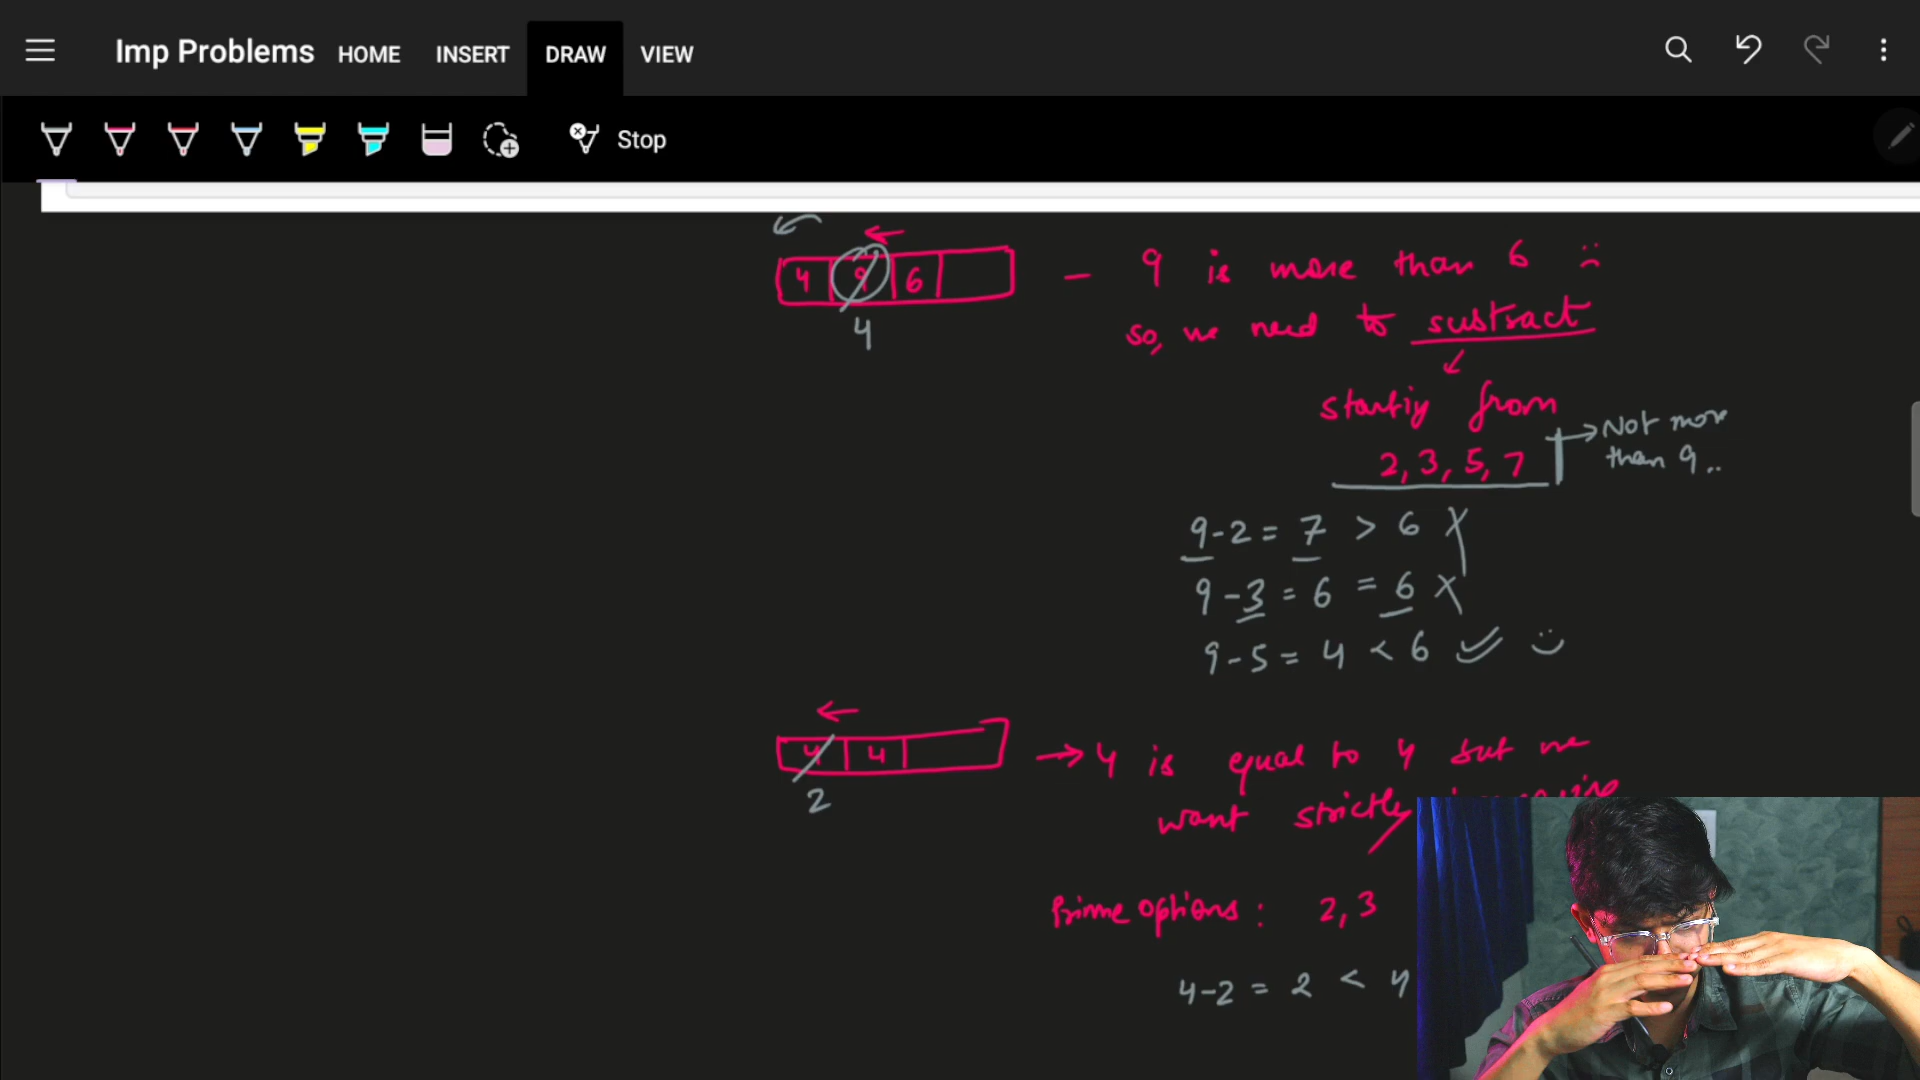 Imp Problems HOME INSERT DRAW VIEW
Stop
4 9 6
4
- 9 is more than 6
so, we need to subtract
starting from
2, 3, 5, 7
Not more
than 9..
9-2 = 7 > 6 X
9-3 = 6 = 6 X
9-5 = 4 < 6
4 4
2
→ 4 is equal to 4 but we
want strictly
Prime options : 2, 3
4-2 = 2 < 4